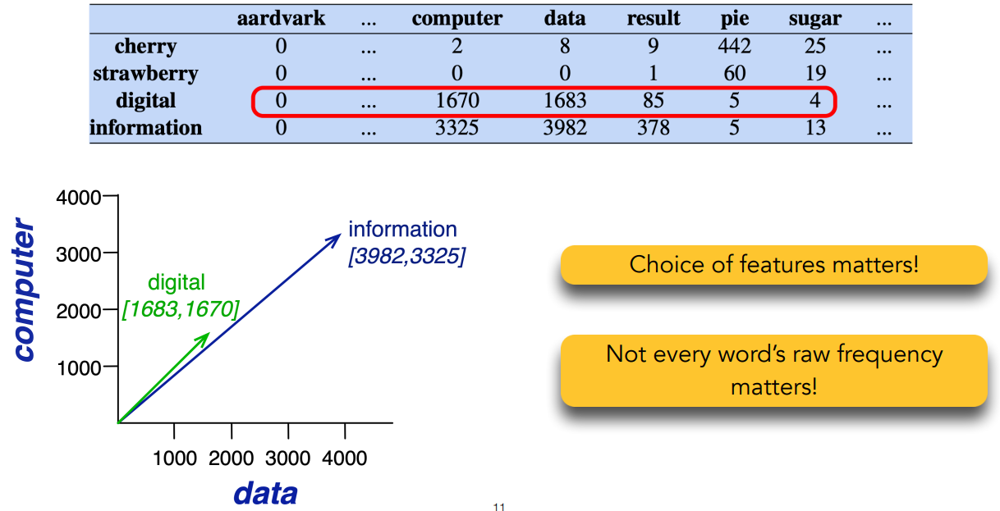 aardvark ... computer data result pie sugar ...
cherry 0 ... 2 8 9 442 25 ...
strawberry 0 ... 0 0 1 60 19 ...
digital 0 ... 1670 1683 85 5 4 ...
information 0 ... 3325 3982 378 5 13 ...
4000
3000
2000
1000
computer
information
[3982,3325]
digital
[1683,1670]
1000 2000 3000 4000
data
Choice of features matters!
Not every word’s raw frequency
matters!
11